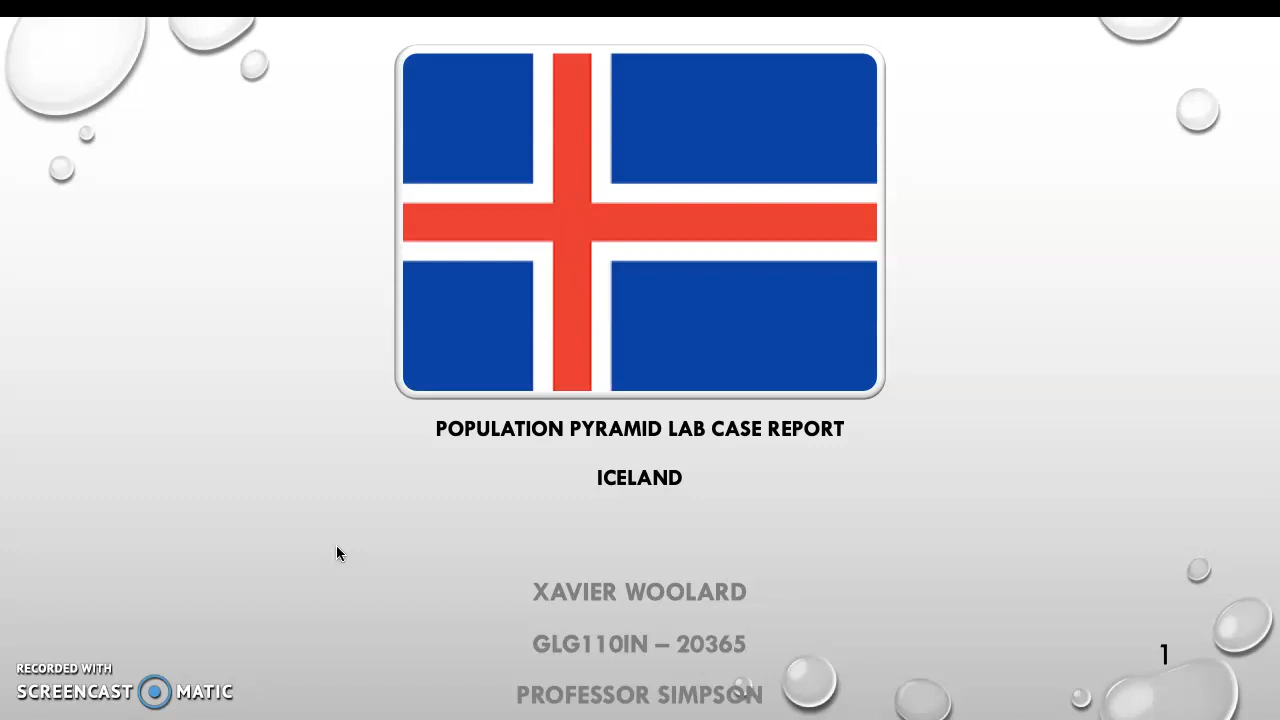 POPULATION PYRAMID LAB CASE REPORT
ICELAND
XAVIER WOOLARD
GLG110IN – 20365
PROFESSOR SIMPSON
1
RECORDED WITH
SCREENCAST MATIC